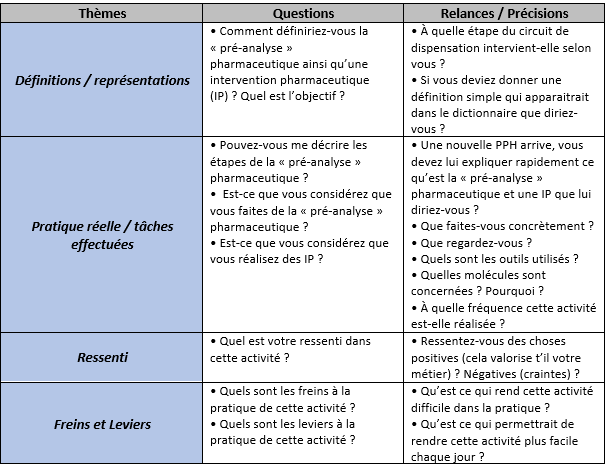 Thèmes
Questions
Relances / Précisions
Définitions / représentations
• Comment définiriez-vous la
« pré-analyse »
pharmaceutique ainsi qu'une
intervention pharmaceutique
(IP) ? Quel est l'objectif ?
• À quelle étape du circuit de
dispensation intervient-elle selon
vous ?
• Si vous deviez donner une
définition simple qui apparaitrait
dans le dictionnaire que diriez-
vous ?
Pratique réelle / tâches
effectuées
• Pouvez-vous me décrire les
étapes de la « pré-analyse »
pharmaceutique ?
• Est-ce que vous considérez que
vous faites de la « pré-analyse »
pharmaceutique ?
• Est-ce que vous considérez que
vous réalisez des IP ?
• Une nouvelle PPH arrive, vous
devez lui expliquer rapidement ce
qu'est la « pré-analyse »
pharmaceutique et une IP que lui
diriez-vous ?
• Que faites-vous concrètement ?
• Que regardez-vous ?
• Quels sont les outils utilisés ?
• Quelles molécules sont
concernées ? Pourquoi ?
• À quelle fréquence cette activité
est-elle réalisée ?
Ressenti
• Quel est votre ressenti dans
cette activité ?
• Ressentez-vous des choses
positives (cela valorise t'il votre
métier) ? Négatives (craintes) ?
Freins et Leviers
• Quels sont les freins à la
pratique de cette activité ?
• Quels sont les leviers à la
pratique de cette activité ?
• Qu'est ce qui rend cette activité
difficile dans la pratique ?
• Qu'est ce qui permettrait de
rendre cette activité plus facile
chaque jour ?